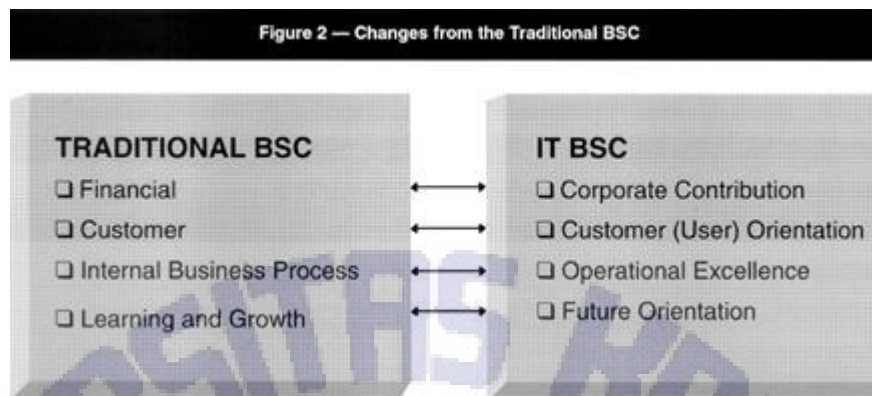 Figure 2 — Changes from the Traditional BSC
TRADITIONAL BSC
❑ Financial
❑ Customer
❑ Internal Business Process
❑ Learning and Growth
IT BSC
❑ Corporate Contribution
❑ Customer (User) Orientation
❑ Operational Excellence
❑ Future Orientation